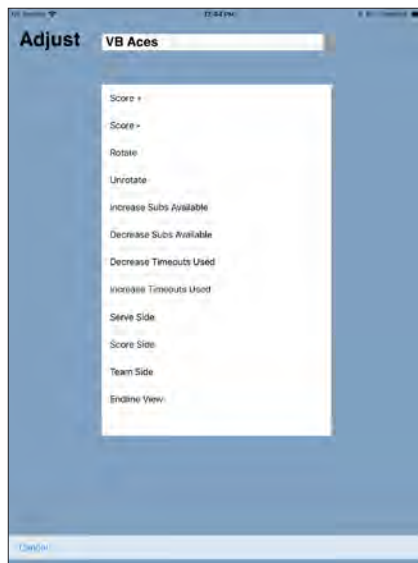 Adjust
VB Aces
Score +
Score -
Rotate
Unrotate
Increase Subs Available
Decrease Subs Available
Decrease Timeouts Used
Increase Timeouts Used
Serve Side
Score Side
Team Side
Endline View
Cancel